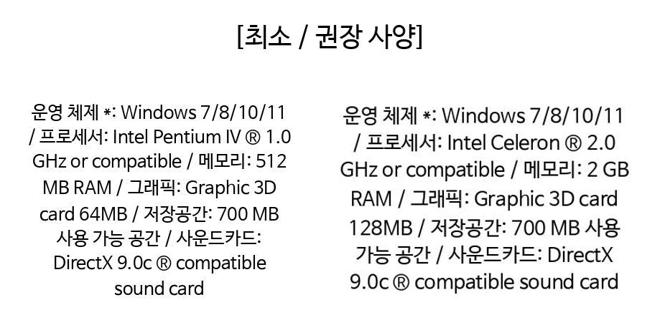 [최소 / 권장 사양]
운영 체제 *: Windows 7/8/10/11
/ 프로세서: Intel Pentium IV ® 1.0
GHz or compatible / 메모리: 512
MB RAM / 그래픽: Graphic 3D
card 64MB / 저장공간: 700 MB
사용 가능 공간 / 사운드카드:
DirectX 9.0c ® compatible
sound card
운영 체제 *: Windows 7/8/10/11
/ 프로세서: Intel Celeron ® 2.0
GHz or compatible / 메모리: 2 GB
RAM / 그래픽: Graphic 3D card
128MB / 저장공간: 700 MB 사용
가능 공간 / 사운드카드: DirectX
9.0c ® compatible sound card